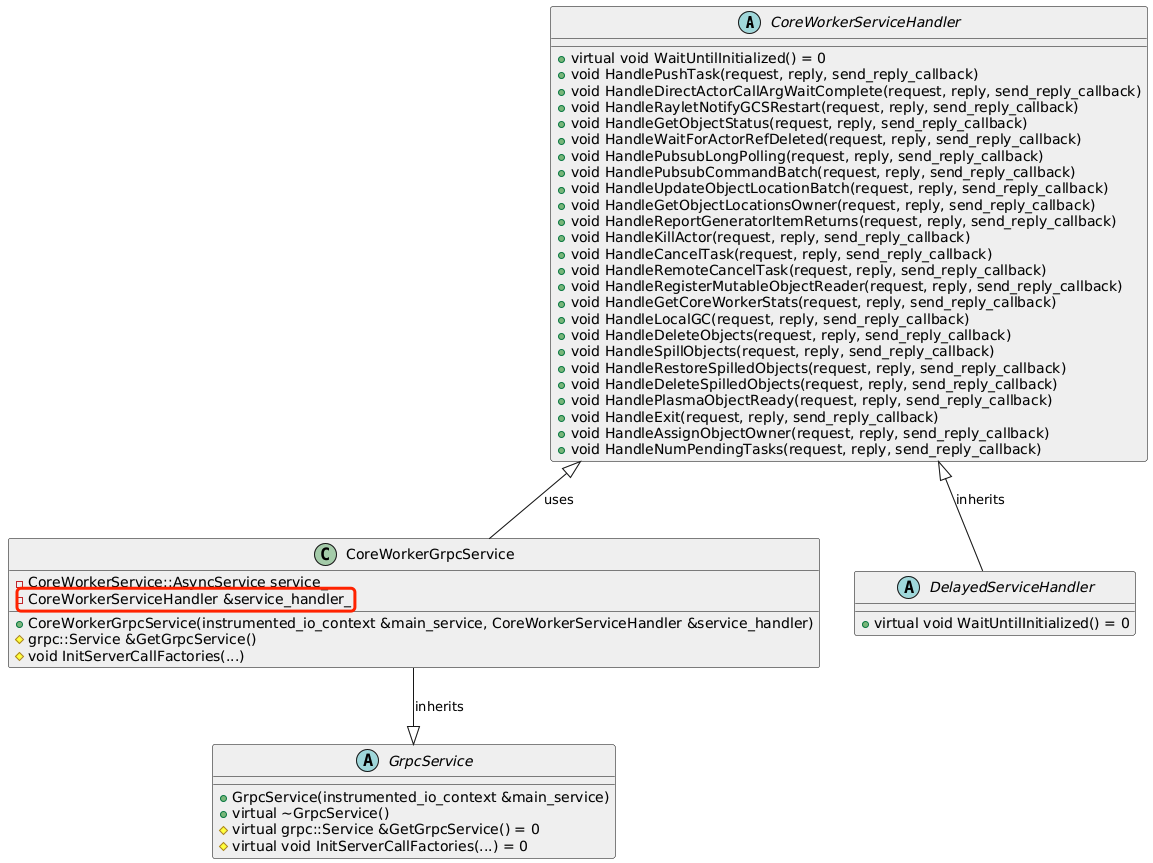 A CoreWorkerServiceHandler
virtual void WaitUntilInitialized() = 0
void HandlePushTask(request, reply, send_reply_callback)
void HandleDirectActorCallArgWaitComplete(request, reply, send_reply_callback)
void HandleRayletNotifyGCSRestart(request, reply, send_reply_callback)
void HandleGetObjectStatus(request, reply, send_reply_callback)
void HandleWaitForActorRefDeleted(request, reply, send_reply_callback)
void HandlePubsubLongPolling(request, reply, send_reply_callback)
void HandlePubsubCommandBatch(request, reply, send_reply_callback)
void HandleUpdateObjectLocationBatch(request, reply, send_reply_callback)
void HandleGetObjectLocationsOwner(request, reply, send_reply_callback)
void HandleReportGeneratorItemReturns(request, reply, send_reply_callback)
void HandleKillActor(request, reply, send_reply_callback)
void HandleCancelTask(request, reply, send_reply_callback)
void HandleRemoteCancelTask(request, reply, send_reply_callback)
void HandleRegisterMutableObjectReader(request, reply, send_reply_callback)
void HandleGetCoreWorkerStats(request, reply, send_reply_callback)
void HandleLocalGC(request, reply, send_reply_callback)
void HandleDeleteObjects(request, reply, send_reply_callback)
void HandleSpillObjects(request, reply, send_reply_callback)
void HandleRestoreSpilledObjects(request, reply, send_reply_callback)
void HandleDeleteSpilledObjects(request, reply, send_reply_callback)
void HandlePlasmaObjectReady(request, reply, send_reply_callback)
void HandleExit(request, reply, send_reply_callback)
void HandleAssignObjectOwner(request, reply, send_reply_callback)
void HandleNumPendingTasks(request, reply, send_reply_callback)
uses
inherits
C CoreWorkerGrpcService
CoreWorkerService::AsyncService service_
CoreWorkerServiceHandler &service_handler_
CoreWorkerGrpcService(instrumented_io_context &main_service, CoreWorkerServiceHandler &service_handler)
grpc::Service &GetGrpcService()
void InitServerCallFactories(...)
A DelayedServiceHandler
virtual void WaitUntilInitialized() = 0
inherits
A GrpcService
GrpcService(instrumented_io_context &main_service)
virtual ~GrpcService()
virtual grpc::Service &GetGrpcService() = 0
virtual void InitServerCallFactories(...) = 0